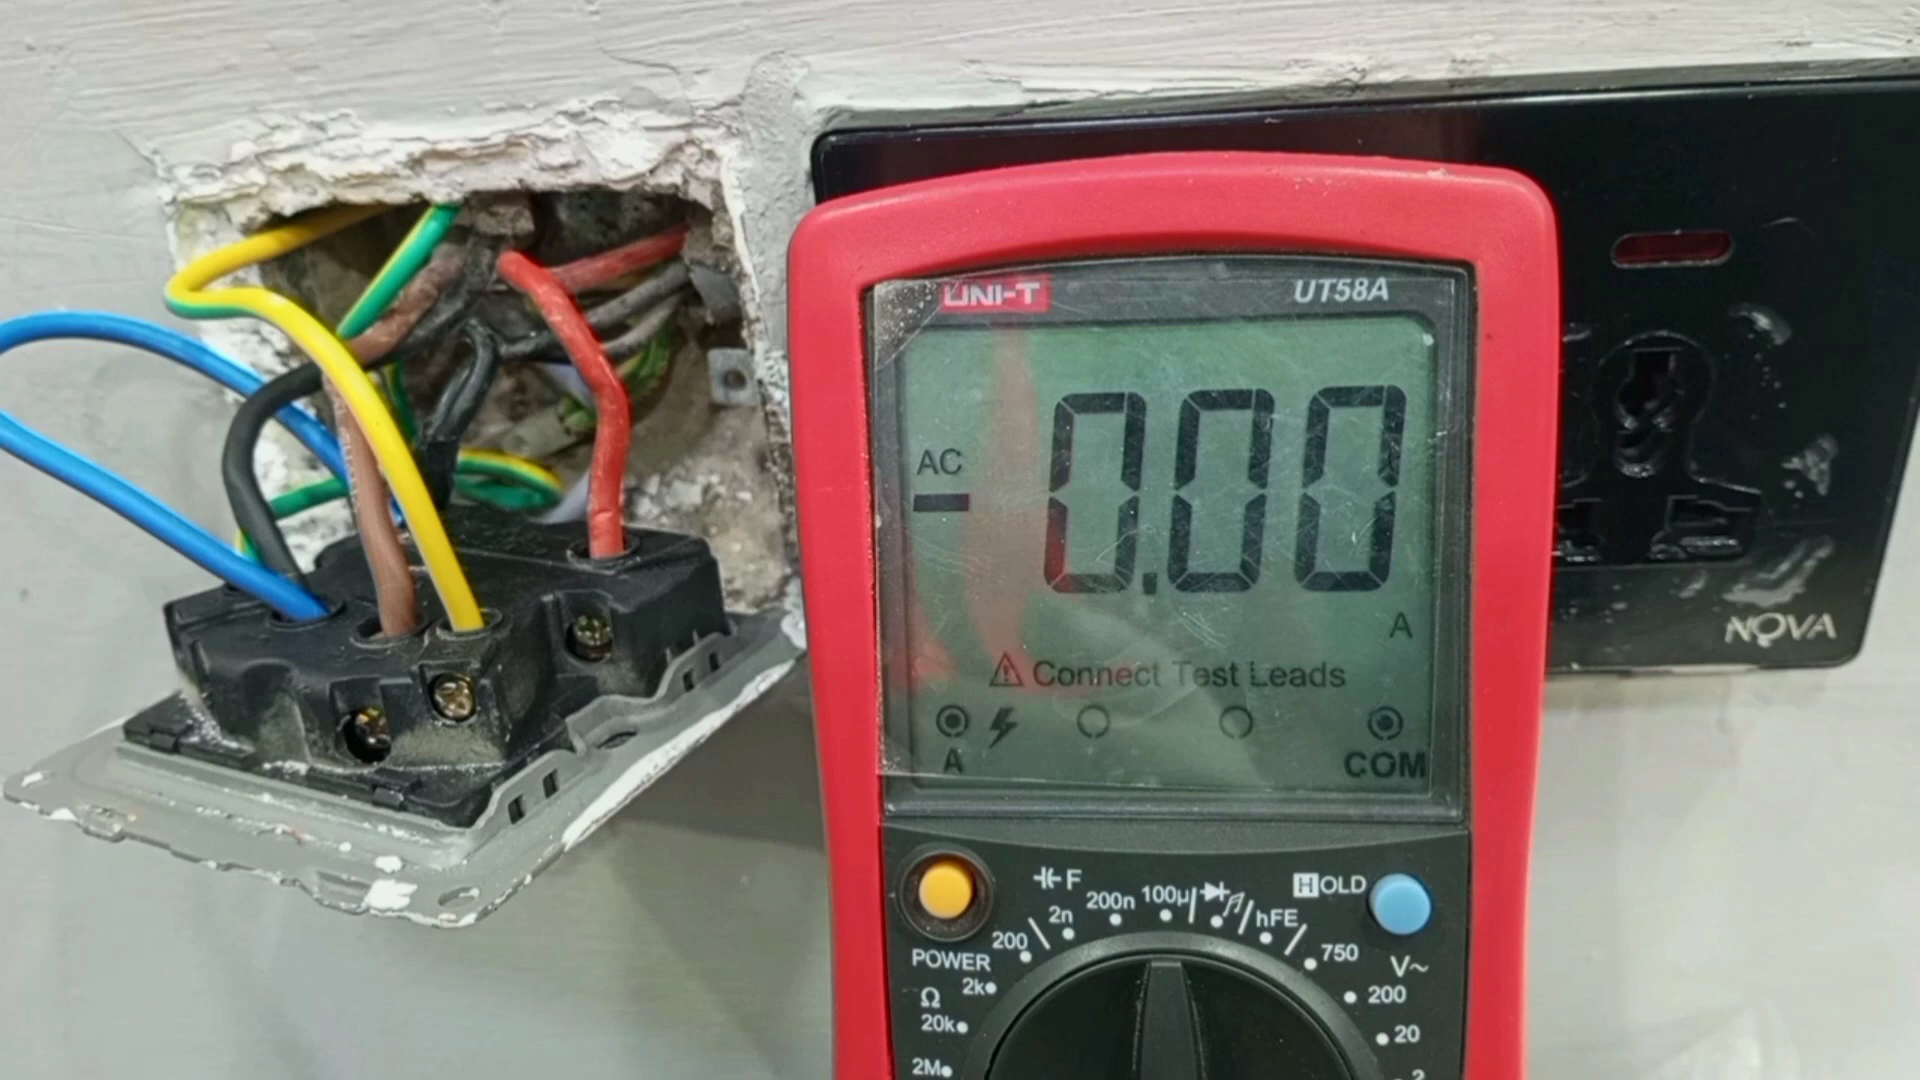 UNI-T
UT58A
AC
-0.00
A
⚠ Connect Test Leads
A
COM
HOLD
F
2n
200n
100μ
hFE
200
750
POWER
V~
Ω
2k
200
20k
20
2M
2
NOVA